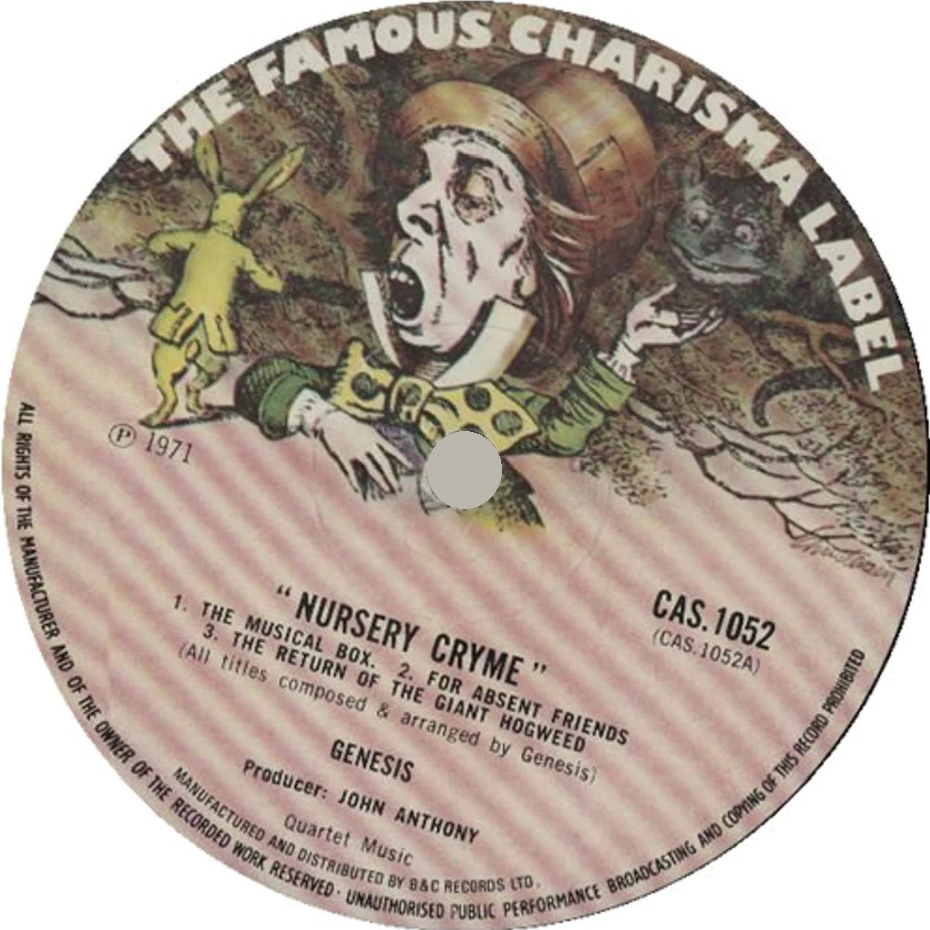 THE FAMOUS CHARISMA LABEL
Ⓟ 1971
CAS.1052
(CAS.1052A)
“NURSERY CRYME”
1. THE MUSICAL BOX. 2. FOR ABSENT FRIENDS
3. THE RETURN OF THE GIANT HOGWEED
(All titles composed & arranged by Genesis)
GENESIS
Producer: JOHN ANTHONY
Quartet Music
MANUFACTURED AND DISTRIBUTED BY B&C RECORDS LTD.
ALL RIGHTS OF THE MANUFACTURER AND OF THE OWNER OF THE RECORDED WORK RESERVED · UNAUTHORISED PUBLIC PERFORMANCE BROADCASTING AND COPYING OF THIS RECORD PROHIBITED